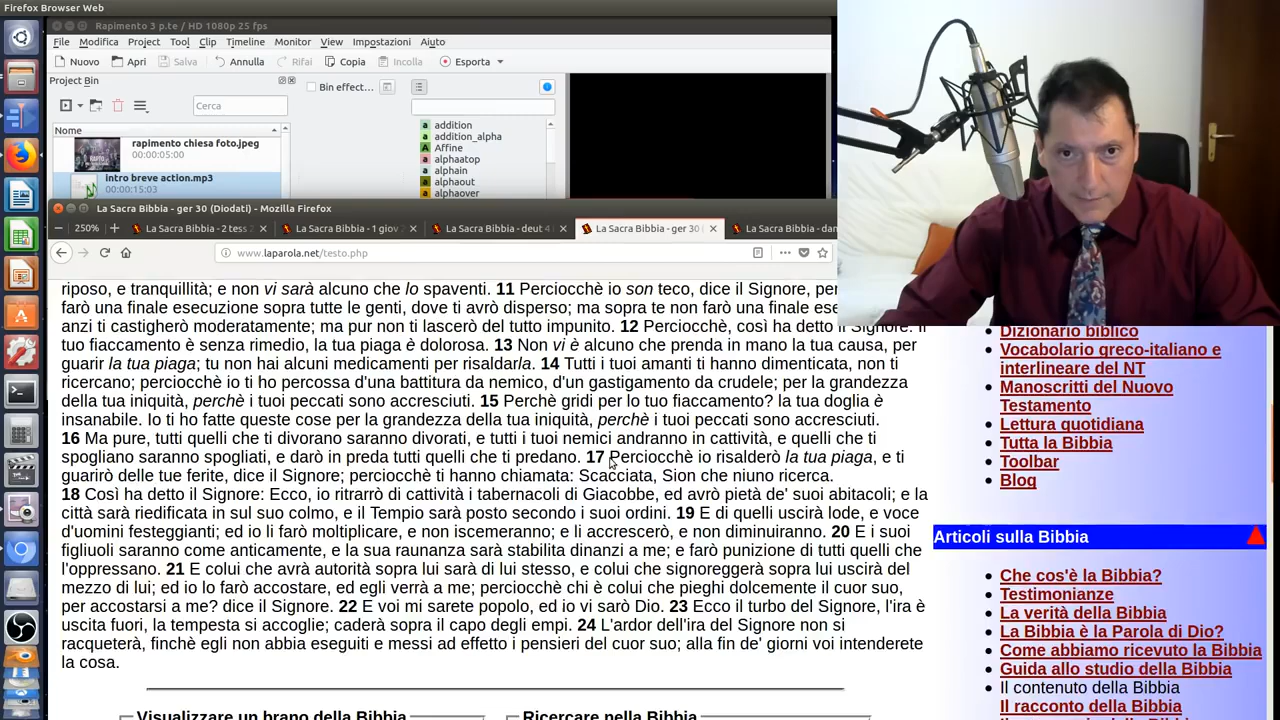 Firefox Browser Web
Rapimento 3 p.te / HD 1080p 25 fps
File Modifica Project Tool Clip Timeline Monitor View Impostazioni Aiuto
Nuovo Apri Salva Annulla Rifai Copia Incolla Esporta
Project Bin
Bin effect...
Cerca
Nome
rapimento chiesa foto.jpeg
00:00:05:00
intro breve action.mp3
00:00:15:03
addition
addition_alpha
Affine
alphaatop
alphain
alphaout
alphaover
La Sacra Bibbia - ger 30 (Diodati) - Mozilla Firefox
250%
La Sacra Bibbia - 2 tess
La Sacra Bibbia - 1 giov
La Sacra Bibbia - deut 4
La Sacra Bibbia - ger 30
La Sacra Bibbia - dan
www.laparola.net/testo.php
riposo, e tranquillità; e non vi sarà alcuno che lo spaventi. 11 Perciocchè io son teco, dice il Signore, per
farò una finale esecuzione sopra tutte le genti, dove t'avrò disperso; ma sopra te non farò una finale ese
anzi ti castigherò moderatamente; ma pur non ti lascerò del tutto impunito. 12 Perciocchè, così ha detto il Signore: Il
tuo fiaccamento è senza rimedio, la tua piaga è dolorosa. 13 Non vi è alcuno che prenda in mano la tua causa, per
guarir la tua piaga; tu non hai alcuni medicamenti per risaldarla. 14 Tutti i tuoi amanti ti hanno dimenticata, non ti
ricercano; perciocchè io ti ho percossa d'una battitura da nemico, d'un gastigamento da crudele; per la grandezza
della tua iniquità, perchè i tuoi peccati sono accresciuti. 15 Perchè gridi per lo tuo fiaccamento? la tua doglia è
insanabile. Io ti ho fatte queste cose per la grandezza della tua iniquità, perchè i tuoi peccati sono accresciuti.
16 Ma pure, tutti quelli che ti divorano saranno divorati, e tutti i tuoi nemici andranno in cattività, e quelli che ti
spogliano saranno spogliati, e darò in preda tutti quelli che ti predano. 17 Perciocchè io risalderò la tua piaga, e ti
guarirò delle tue ferite, dice il Signore; perciocchè ti hanno chiamata: Scacciata, Sion che niuno ricerca.
18 Così ha detto il Signore: Ecco, io ritrarrò di cattività i tabernacoli di Giacobbe, ed avrò pietà de' suoi abitacoli; e la
città sarà riedificata in sul suo colmo, e il Tempio sarà posto secondo i suoi ordini. 19 E di quelli uscirà lode, e voce
d'uomini festeggianti; ed io li farò moltiplicare, e non iscemeranno; e li accrescerò, e non diminuiranno. 20 E i suoi
figliuoli saranno come anticamente, e la sua raunanza sarà stabilita dinanzi a me; e farò punizione di tutti quelli che
l'oppressano. 21 E colui che avrà autorità sopra lui sarà di lui stesso, e colui che signoreggerà sopra lui uscirà del
mezzo di lui; ed io lo farò accostare, ed egli verrà a me; perciocchè chi è colui che pieghi dolcemente il cuor suo,
per accostarsi a me? dice il Signore. 22 E voi mi sarete popolo, ed io vi sarò Dio. 23 Ecco il turbo del Signore, l'ira è
uscita fuori, la tempesta si accoglie; caderà sopra il capo degli empi. 24 L'ardor dell'ira del Signore non si
racqueterà, finchè egli non abbia eseguiti e messi ad effetto i pensieri del cuor suo; alla fin de' giorni voi intenderete
la cosa.
Visualizzare un brano della Bibbia
Ricercare nella Bibbia
Dizionario biblico
Vocabolario greco-italiano e
interlineare del NT
Manoscritti del Nuovo
Testamento
Lettura quotidiana
Tutta la Bibbia
Toolbar
Blog
Articoli sulla Bibbia
Che cos'è la Bibbia?
Testimonianze
La verità della Bibbia
La Bibbia è la Parola di Dio?
Come abbiamo ricevuto la Bibbia
Guida allo studio della Bibbia
Il contenuto della Bibbia
Il racconto della Bibbia